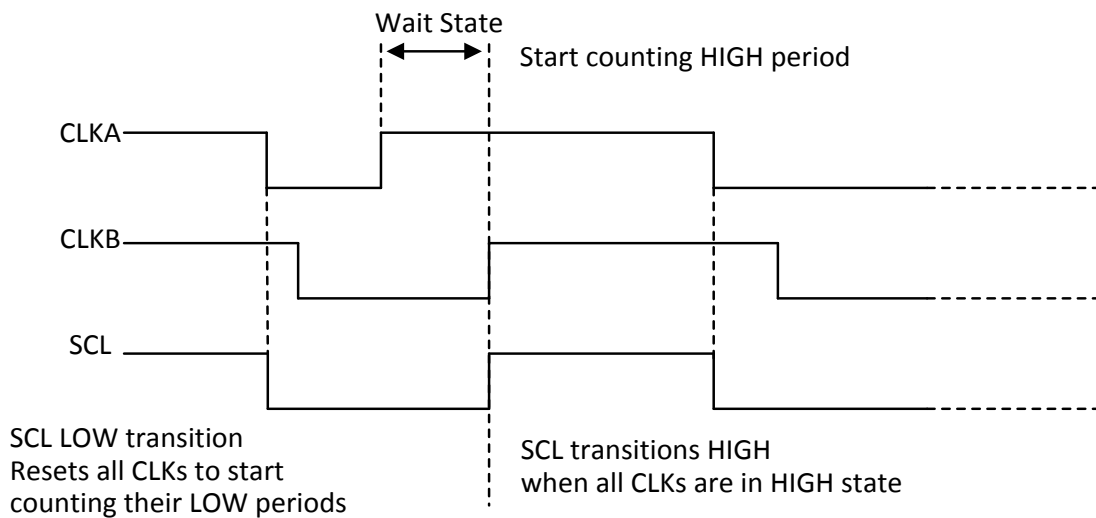 Wait State
Start counting HIGH period
CLKA
CLKB
SCL
SCL LOW transition
Resets all CLKs to start
counting their LOW periods
SCL transitions HIGH
when all CLKs are in HIGH state